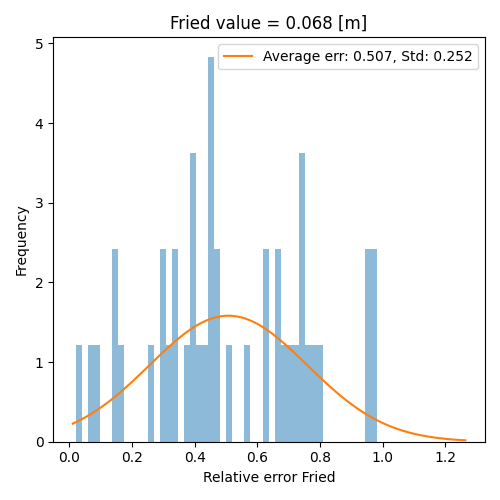 Fried value = 0.068 [m]
Average err: 0.507, Std: 0.252
Frequency
5
4
3
2
1
0
0.0 0.2 0.4 0.6 0.8 1.0 1.2
Relative error Fried